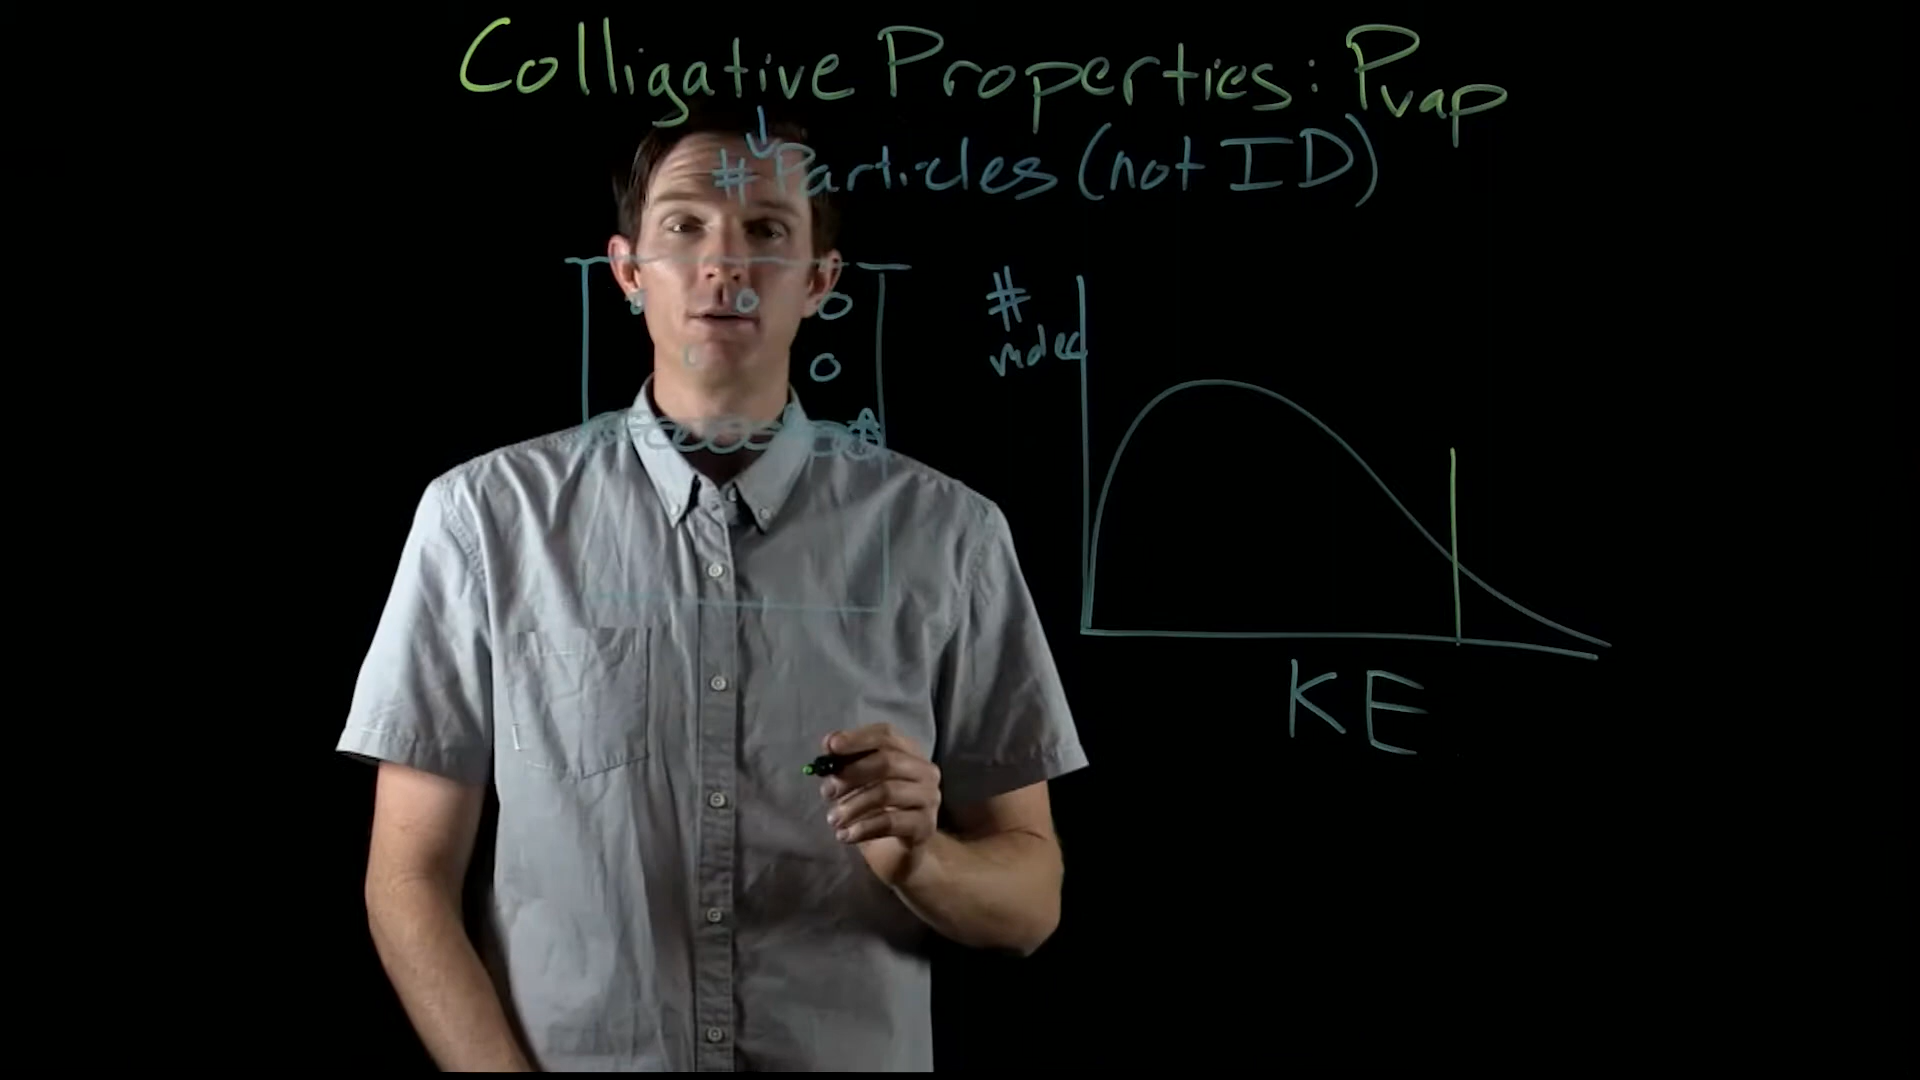 Colligative Properties: Pvap
# Particles (not ID)
#
molec
KE